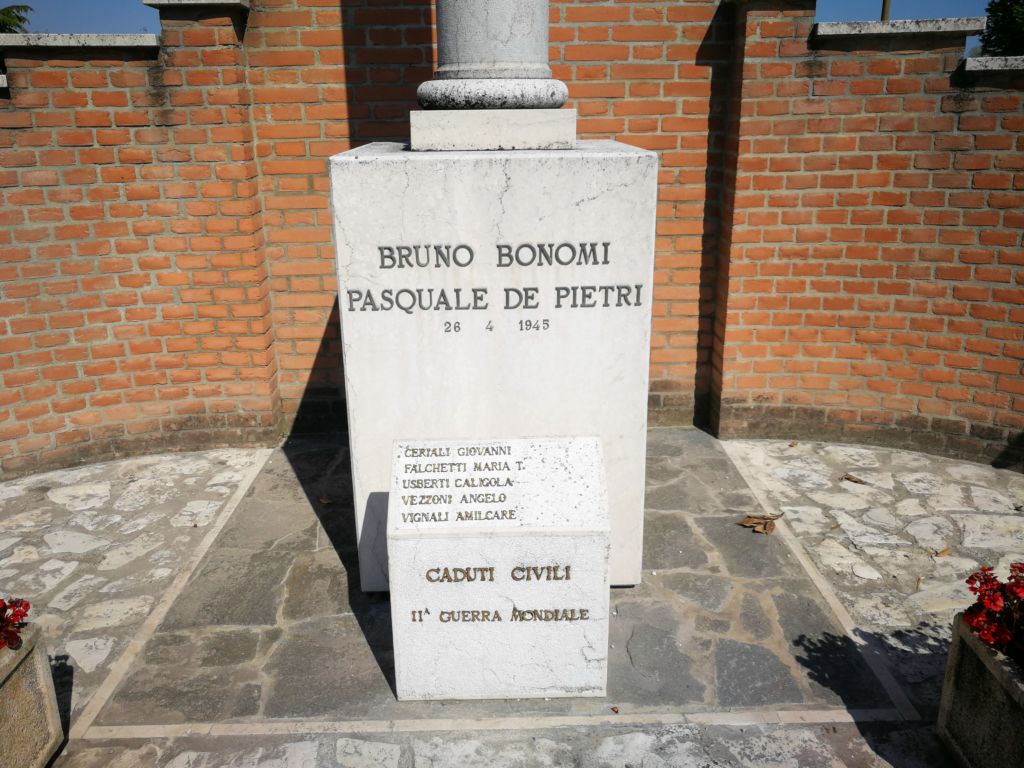 BRUNO BONOMI
PASQUALE DE PIETRI
26 4 1945
CERIALI GIOVANNI
FALCHETTI MARIA T.
USBERTI CALIGOLA
VEZZONI ANGELO
VIGNALI AMILCARE
CADUTI CIVILI
II^ GUERRA MONDIALE